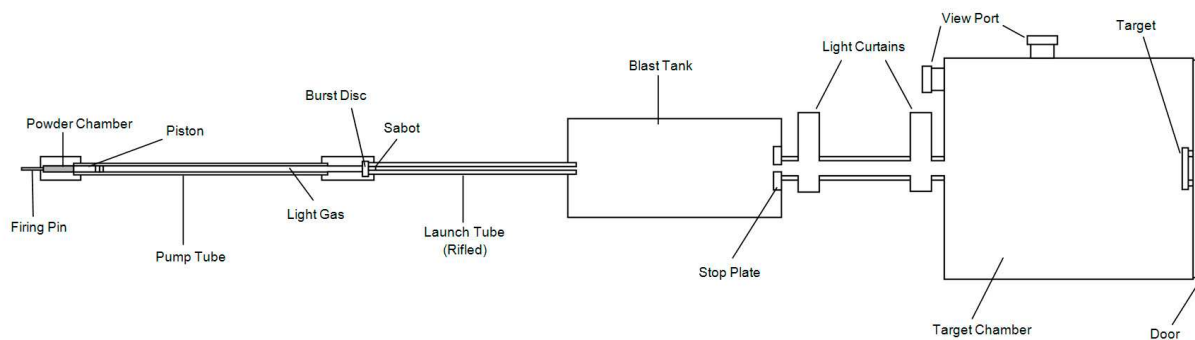 View Port
Target
Light Curtains
Blast Tank
Burst Disc
Powder Chamber
Piston
Sabot
Firing Pin
Light Gas
Launch Tube
(Rifled)
Pump Tube
Stop Plate
Target Chamber
Door